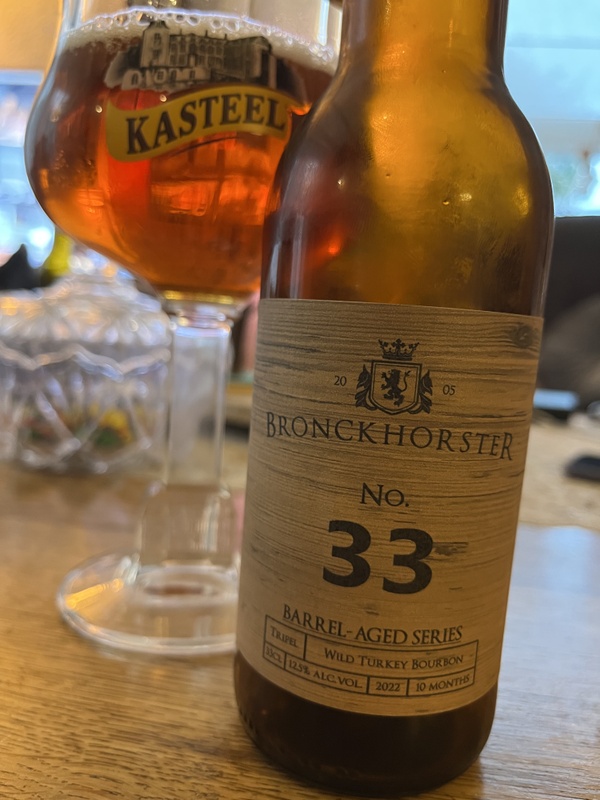 KASTEEL
20 05
BRONCKHORSTER
No.
33
BARREL-AGED SERIES
TRIPEL WILD TURKEY BOURBON
33CL 12.5% ALC.VOL. 2022 10 MONTHS